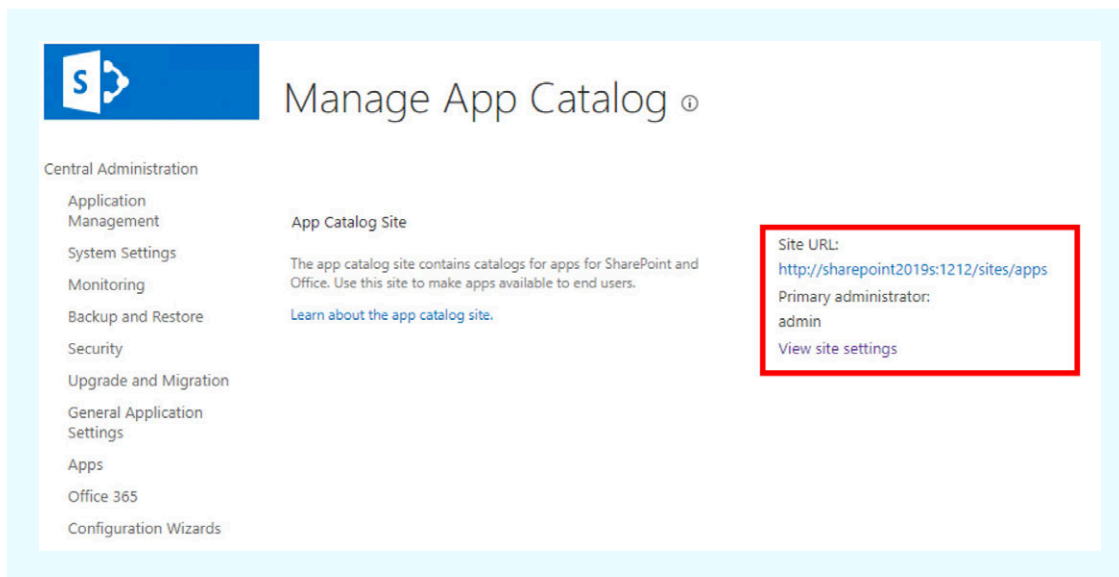 S
Manage App Catalog
Central Administration
Application
Management
System Settings
Monitoring
Backup and Restore
Security
Upgrade and Migration
General Application
Settings
Apps
Office 365
Configuration Wizards
App Catalog Site
The app catalog site contains catalogs for apps for SharePoint and
Office. Use this site to make apps available to end users.
Learn about the app catalog site.
Site URL:
http://sharepoint2019s:1212/sites/apps
Primary administrator:
admin
View site settings